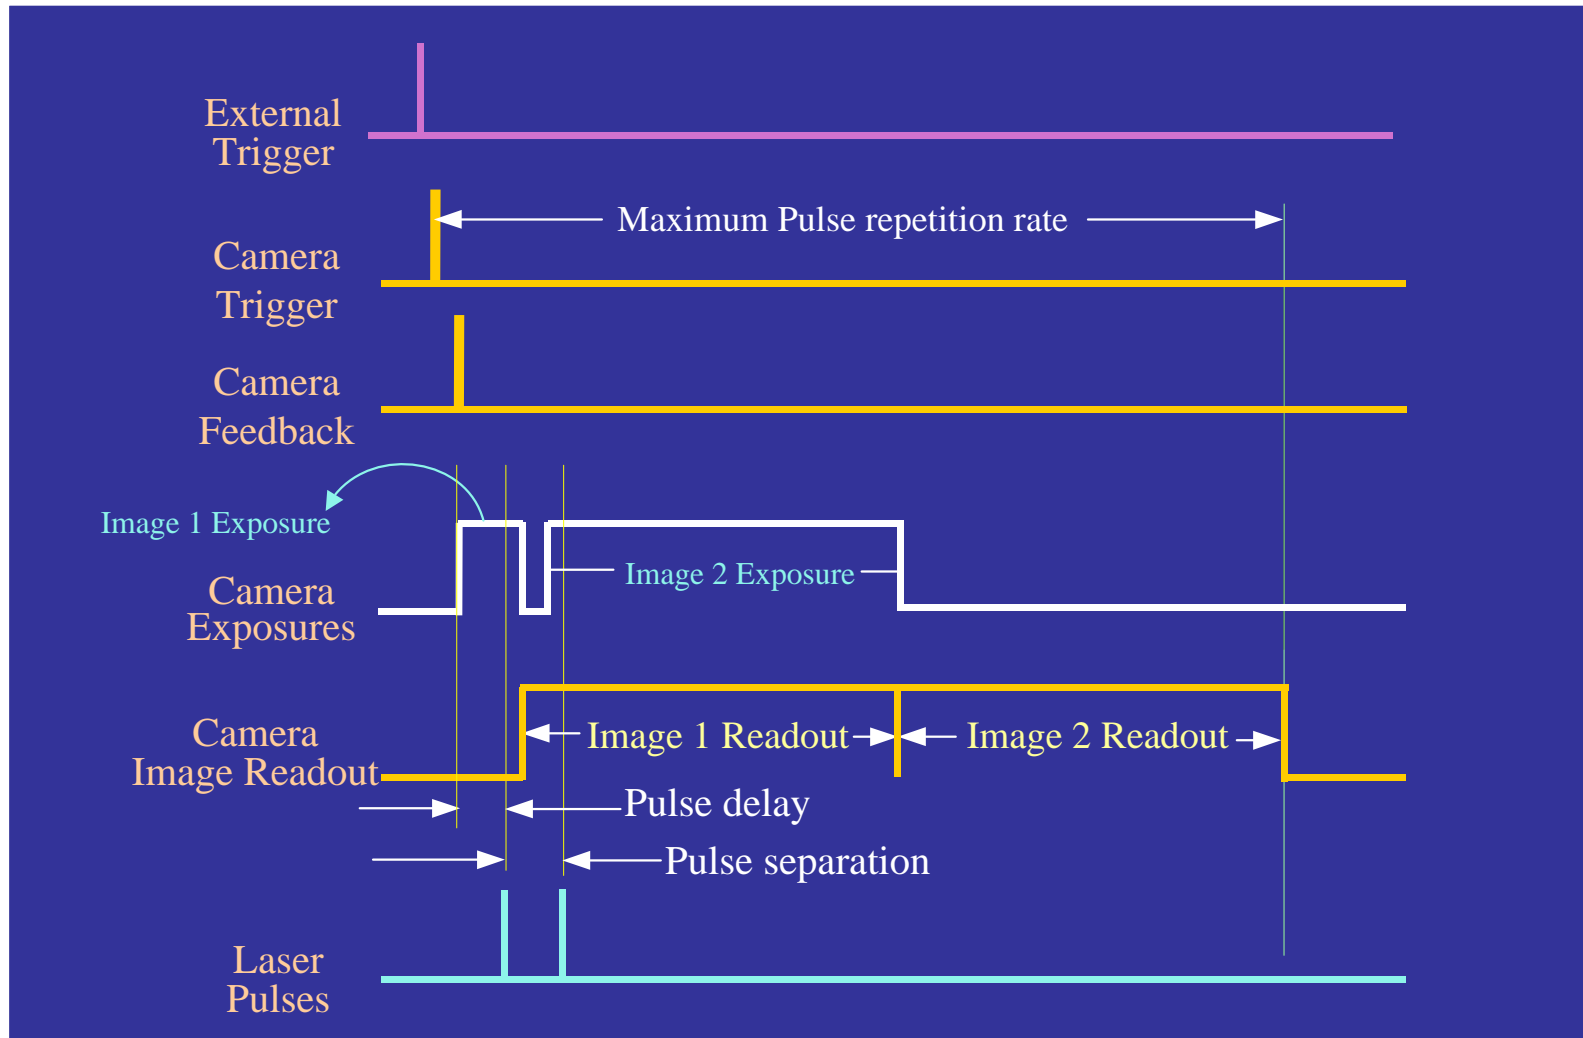 External
Trigger
Maximum Pulse repetition rate
Camera
Trigger
Camera
Feedback
Image 1 Exposure
Image 2 Exposure
Camera
Exposures
Camera
Image Readout
Image 1 Readout
Image 2 Readout
Pulse delay
Pulse separation
Laser
Pulses